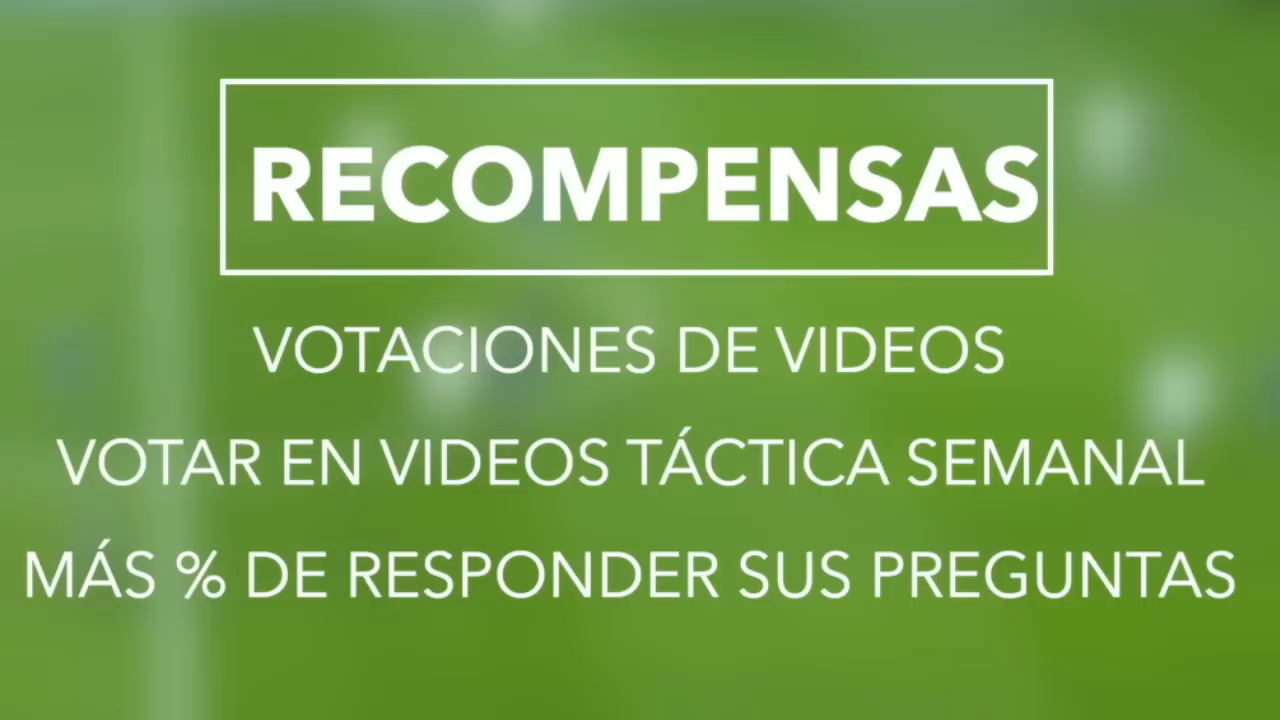 RECOMPENSAS
VOTACIONES DE VIDEOS
VOTAR EN VIDEOS TÁCTICA SEMANAL
MÁS % DE RESPONDER SUS PREGUNTAS